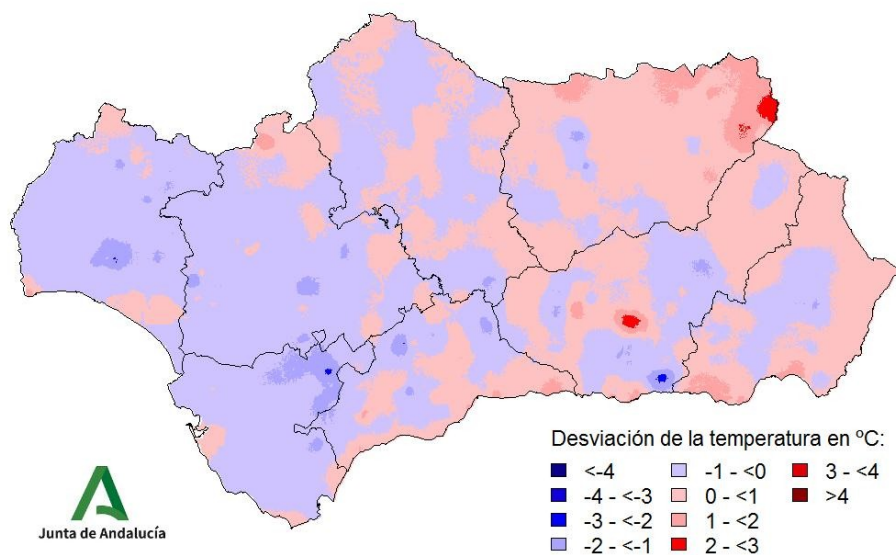 Desviación de la temperatura en ºC:
<-4
-4 - <-3
-3 - <-2
-2 - <-1
-1 - <0
0 - <1
1 - <2
2 - <3
3 - <4
>4
Junta de Andalucía